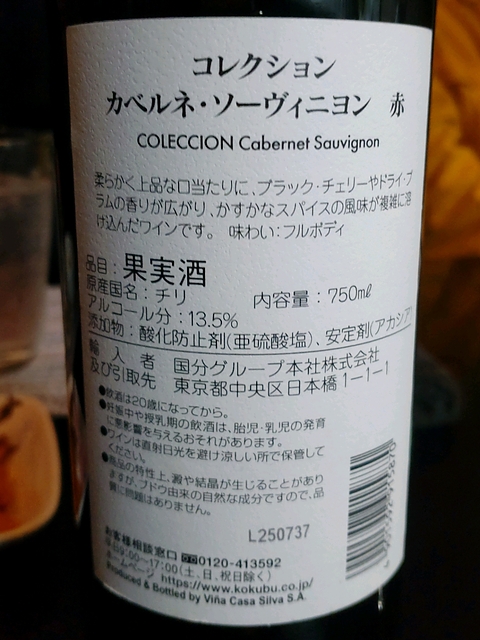 コレクション
カベルネ・ソーヴィニヨン 赤
COLECCION Cabernet Sauvignon
柔らかく上品な口当たりに、ブラック・チェリーやドライ・プ
ラムの香りが広がり、かすかなスパイスの風味が複雑に溶
け込んだワインです。 味わい：フルボディ
品目：果実酒
原産国名：チリ 内容量：750㎖
アルコール分：13.5%
添加物：酸化防止剤(亜硫酸塩)、安定剤(アカシア)
輸入者 国分グループ本社株式会社
及び引取先 東京都中央区日本橋1-1-1
●飲酒は20歳になってから。
●妊娠中や授乳期の飲酒は、胎児・乳児の発育
に悪影響を与えるおそれがあります。
●ワインは直射日光を避け涼しい所で保管して
ください。
●商品の特性上、澱や結晶が生じることがあり
ますが、ブドウ由来の自然な成分ですので、品
質に問題はありません。
L250737
お客様相談窓口 0120-413592
平日9:00〜17:00(土、日、祝日除く)
ホームページ https://www.kokubu.co.jp/
Produced & Bottled by Viña Casa Silva S.A.